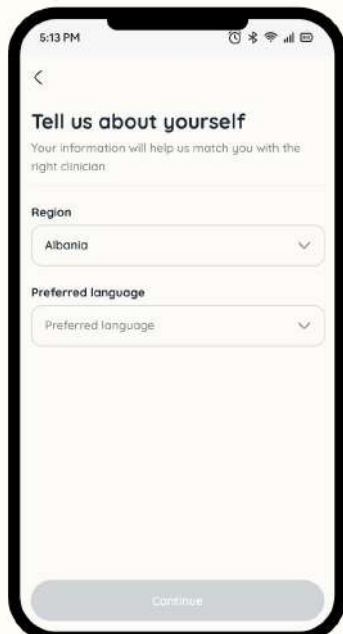 5:13 PM
Tell us about yourself
Your information will help us match you with the
right clinician
Region
Albania
Preferred language
Preferred language
Continue